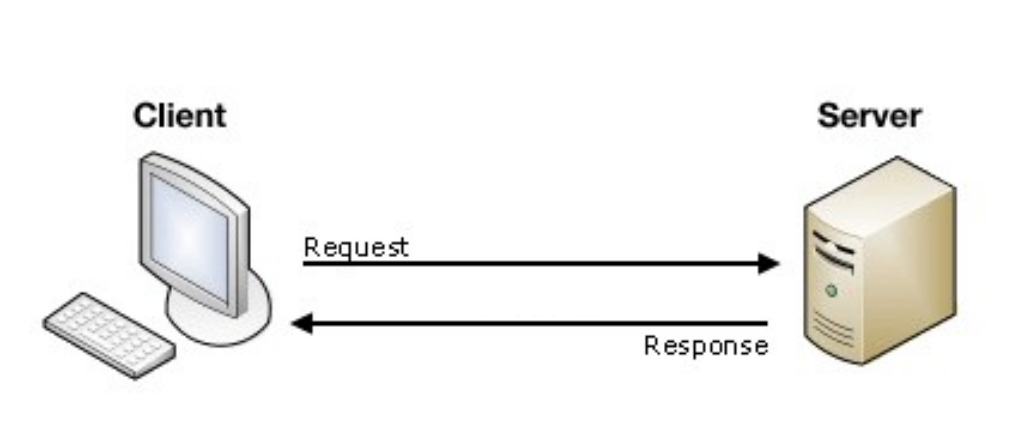 Client
Server
Request
Response